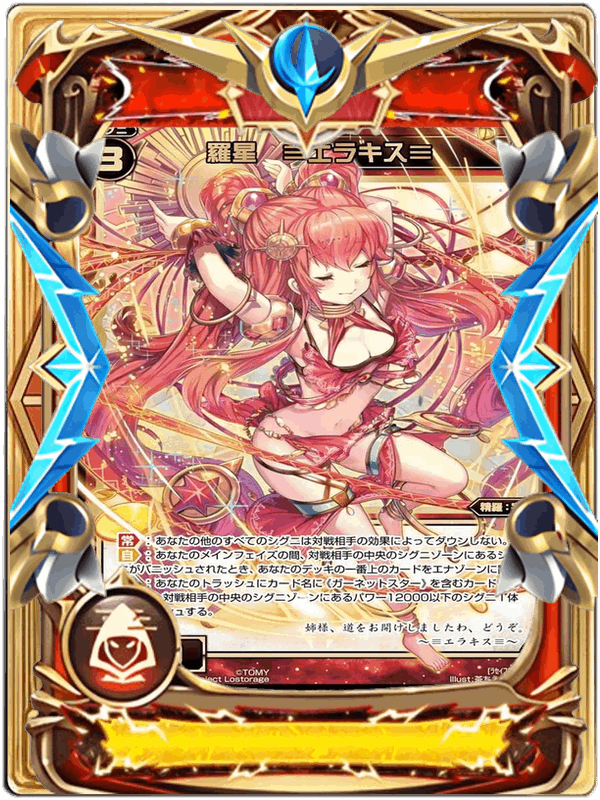 3
羅星　≡エラキス≡
精羅：
常：あなたの他のすべてのシグニは対戦相手の効果によってダウンしない。
自：あなたのメインフェイズの間、対戦相手の中央のシグニゾーンにあるシ
がバニッシュされたとき、あなたのデッキの一番上のカードをエナゾーンに
：あなたのトラッシュにカード名に《ガーネットスター》を含むカード
対戦相手の中央のシグニゾーンにあるパワー12000以下のシグニ1体
ュする。
姉様、道をお開けしましたわ、どうぞ。
～≡エラキス≡～
©TOMY
ject Lostorage
Illust:茶ち